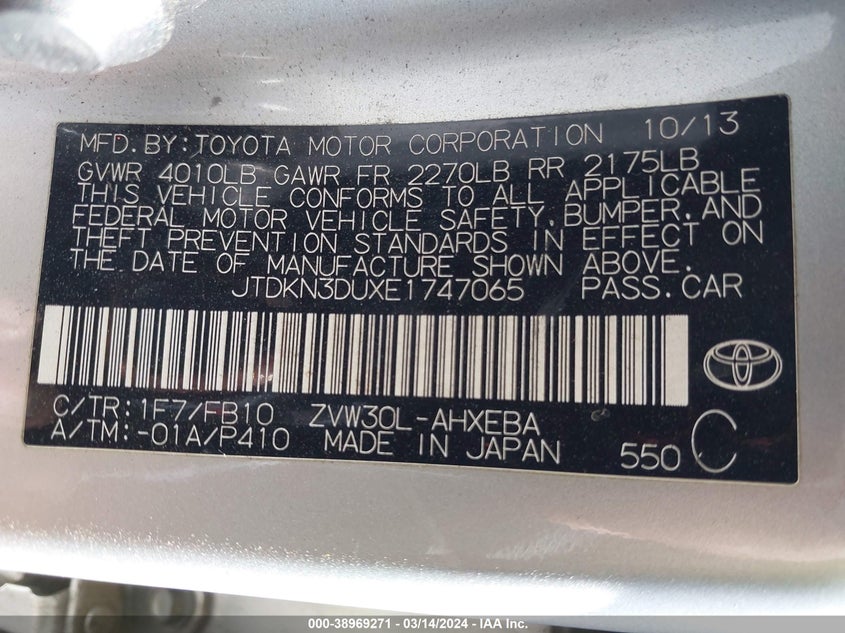 MFD. BY: TOYOTA MOTOR CORPORATION 10/13
GVWR 4010LB GAWR FR 2270LB RR 2175LB
THIS VEHICLE CONFORMS TO ALL APPLICABLE
FEDERAL MOTOR VEHICLE SAFETY, BUMPER, AND
THEFT PREVENTION STANDARDS IN EFFECT ON
THE DATE OF MANUFACTURE SHOWN ABOVE.
JTDKN3DUXE1747065 PASS. CAR
C/TR: 1F7/FB10 ZVW30L-AHXEBA
A/TM: -01A/P410 MADE IN JAPAN 550 C
000-38969271 - 03/14/2024 - IAA Inc.